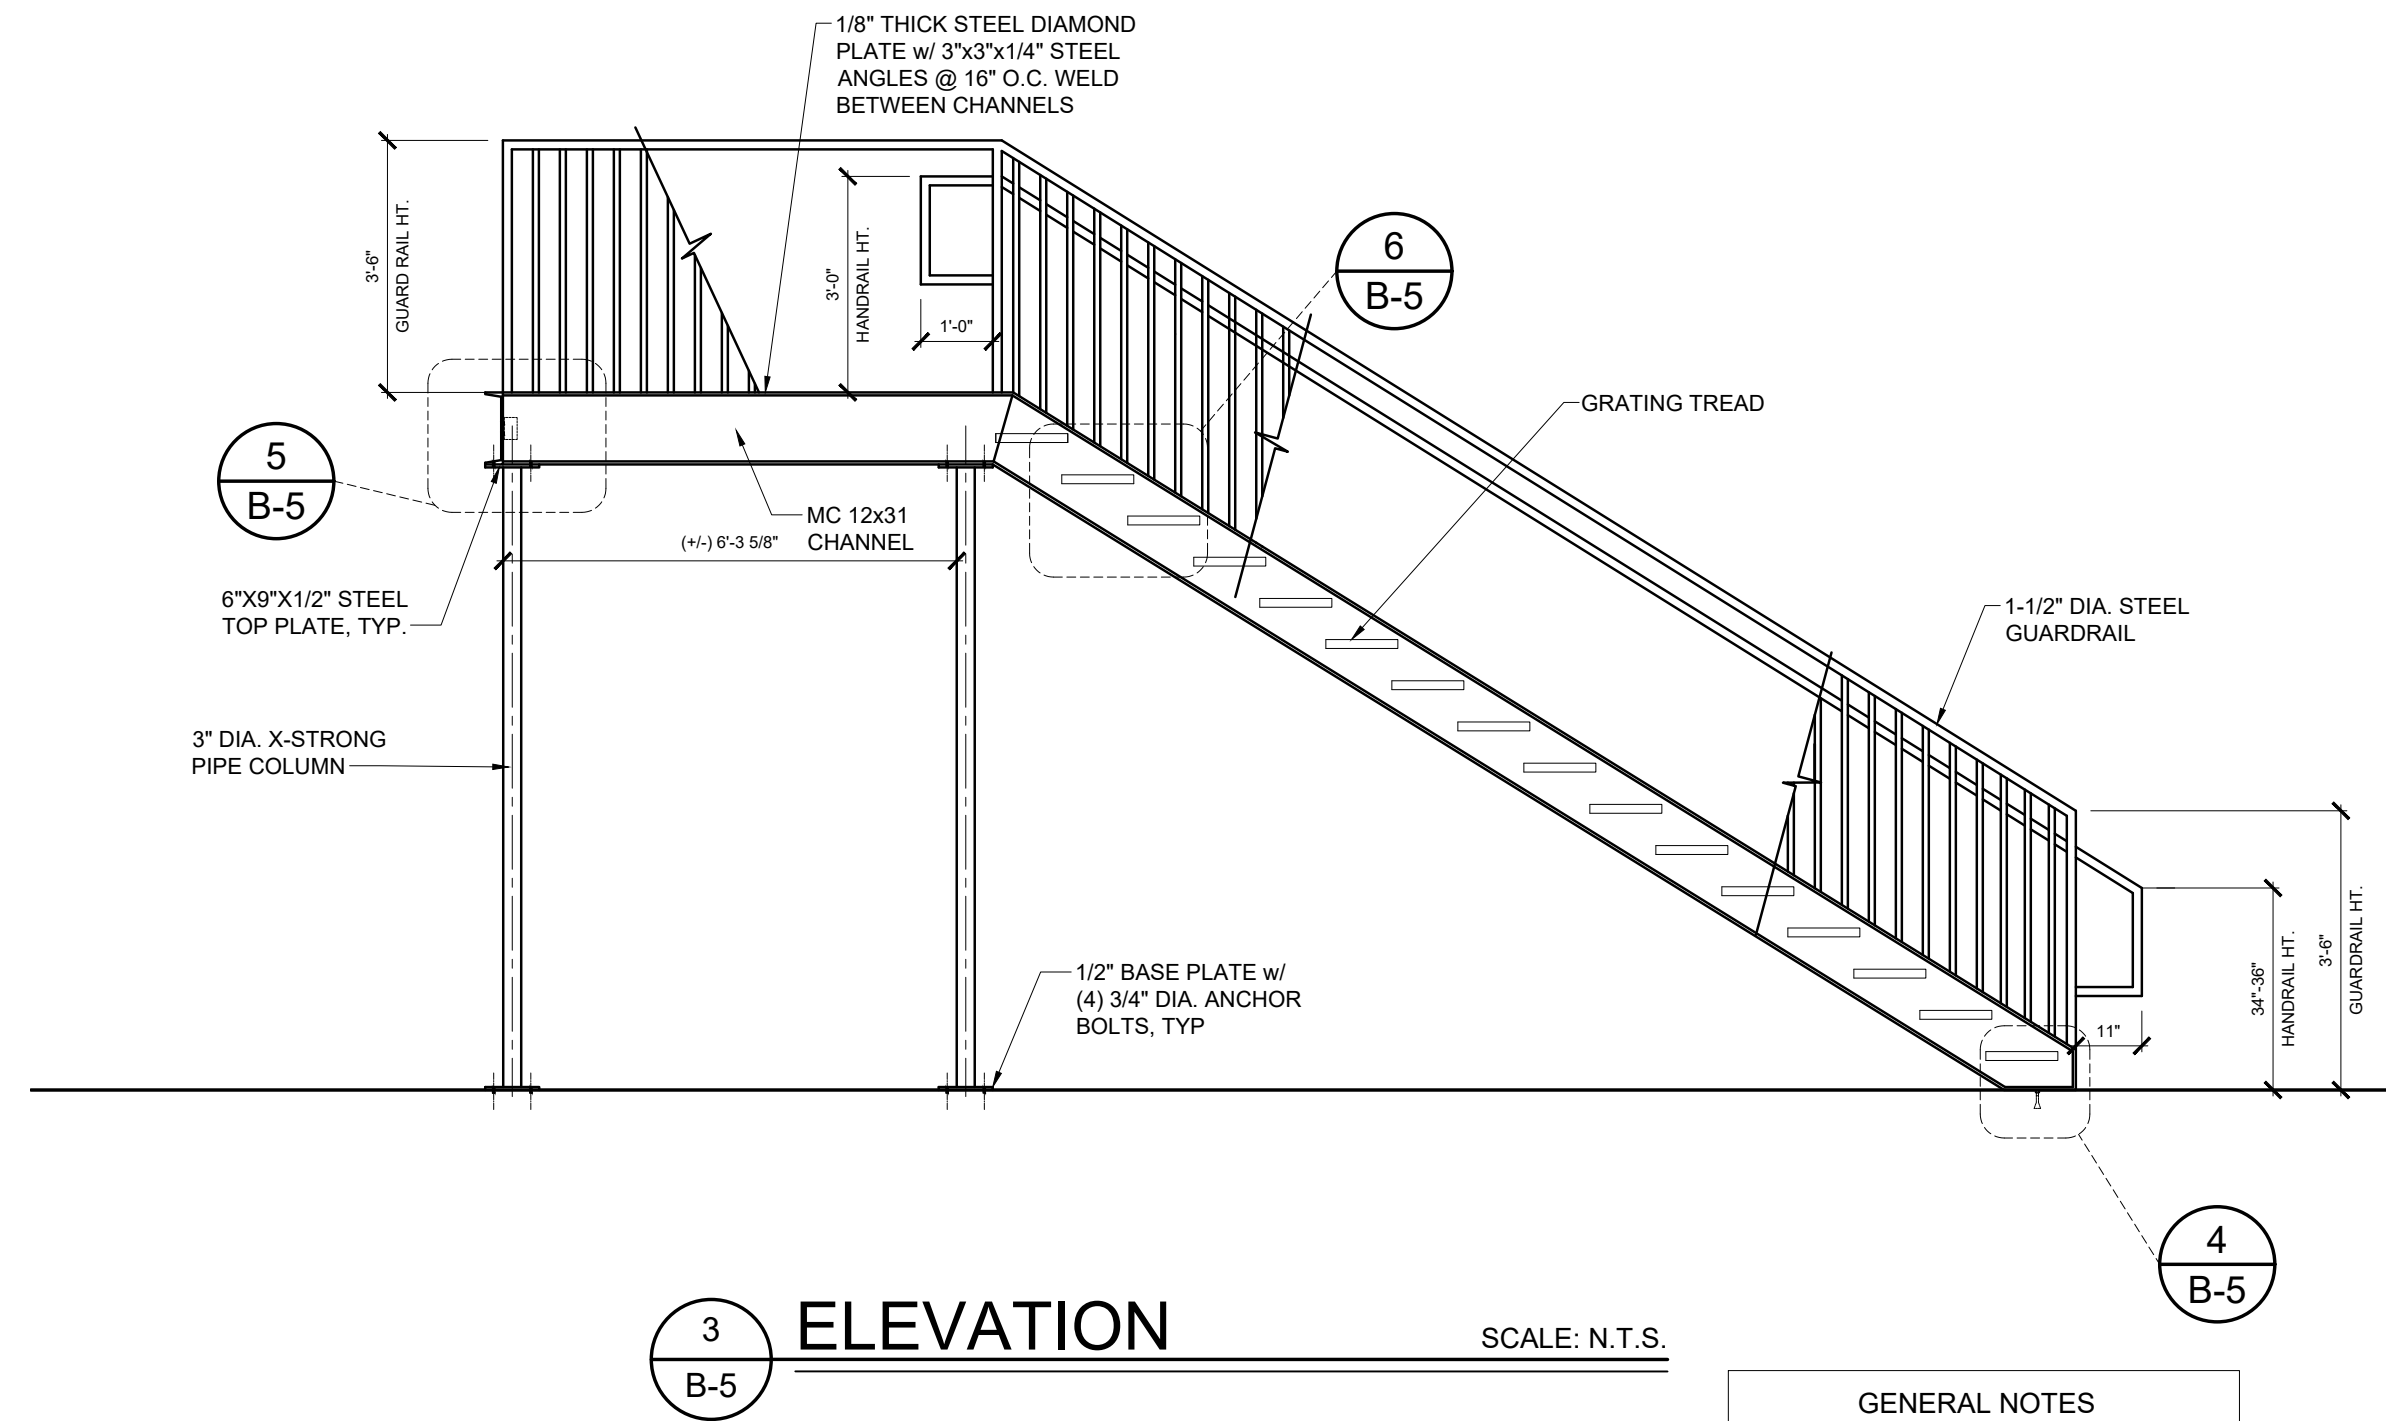 1/8" THICK STEEL DIAMOND
PLATE w/ 3"x3"x1/4" STEEL
ANGLES @ 16" O.C. WELD
BETWEEN CHANNELS
3'-6"
GUARD RAIL HT.
3'-0"
HANDRAIL HT.
1'-0"
6
B-5
GRATING TREAD
5
B-5
MC 12x31
CHANNEL
(+/-) 6'-3 5/8"
6"X9"X1/2" STEEL
TOP PLATE, TYP.
1-1/2" DIA. STEEL
GUARDRAIL
3" DIA. X-STRONG
PIPE COLUMN
1/2" BASE PLATE w/
(4) 3/4" DIA. ANCHOR
BOLTS, TYP
11"
34"-36"
HANDRAIL HT.
3'-6"
GUARDRAIL HT.
4
B-5
3
B-5
ELEVATION
SCALE: N.T.S.
GENERAL NOTES